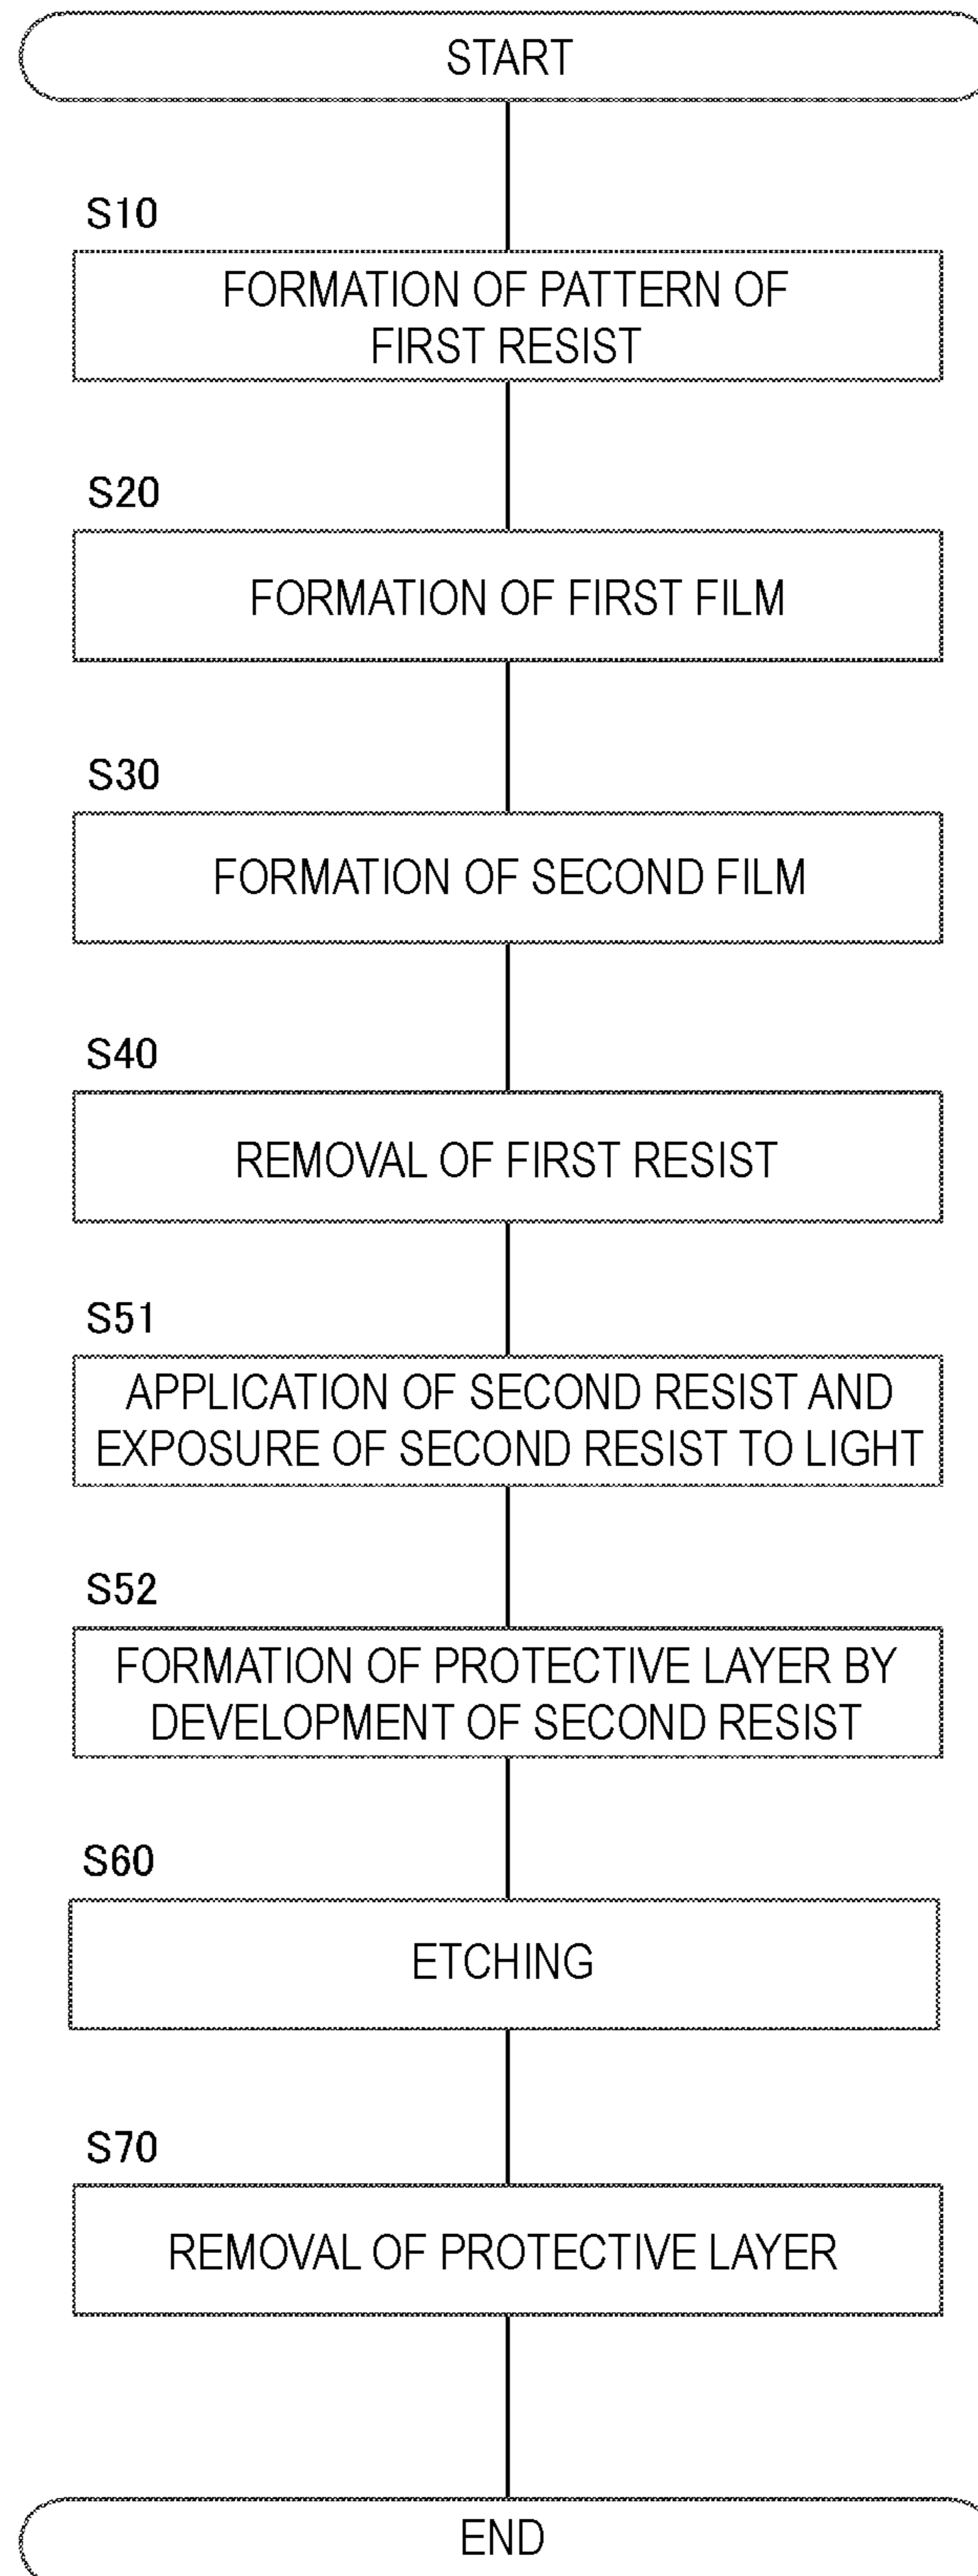 START
S10
FORMATION OF PATTERN OF
FIRST RESIST
S20
FORMATION OF FIRST FILM
S30
FORMATION OF SECOND FILM
S40
REMOVAL OF FIRST RESIST
S51
APPLICATION OF SECOND RESIST AND
EXPOSURE OF SECOND RESIST TO LIGHT
S52
FORMATION OF PROTECTIVE LAYER BY
DEVELOPMENT OF SECOND RESIST
S60
ETCHING
S70
REMOVAL OF PROTECTIVE LAYER
END